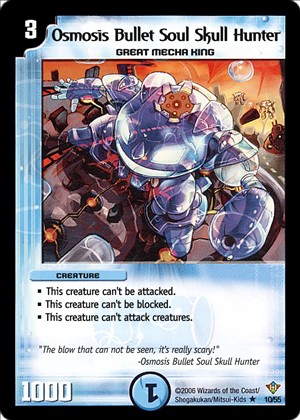 3
Osmosis Bullet Soul Skull Hunter
GREAT MECHA KING
CREATURE
▪ This creature can't be attacked.
▪ This creature can't be blocked.
▪ This creature can't attack creatures.
"The blow that can not be seen, it's really scary!"
-Osmosis Bullet Soul Skull Hunter
1000
©2006 Wizards of the Coast/
Shogakukan/Mitsui-Kids ★ 10/55